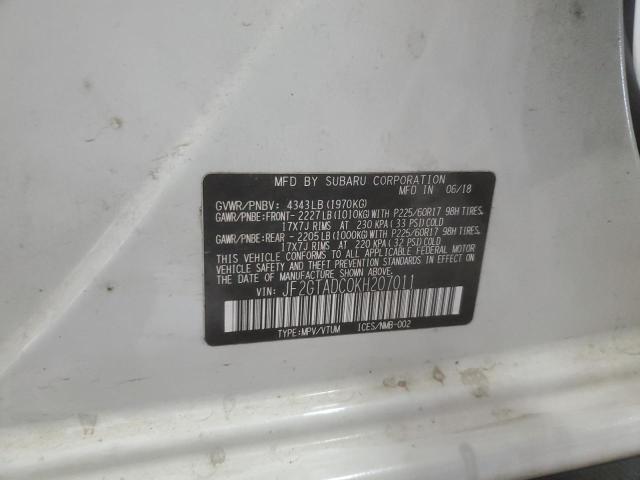 MFD BY SUBARU CORPORATION
MFD IN 06/18
GVWR/PNBV: 4343LB(1970KG)
GAWR/PNBE:FRONT-2227LB(1010KG)WITH P225/60R17 98H TIRES,
17X7J RIMS AT 230 KPA(33 PSI)COLD
GAWR/PNBE:REAR -2205LB(1000KG)WITH P225/60R17 98H TIRES,
17X7J RIMS AT 220 KPA(32 PSI)COLD
THIS VEHICLE CONFORMS TO ALL APPLICABLE FEDERAL MOTOR
VEHICLE SAFETY AND THEFT PREVENTION STANDARDS IN EFFECT
ON THE DATE OF MANUFACTURE SHOWN ABOVE.
VIN: JF2GTADC0KH207011
TYPE:MPV/VTUM ICES/NMB-002